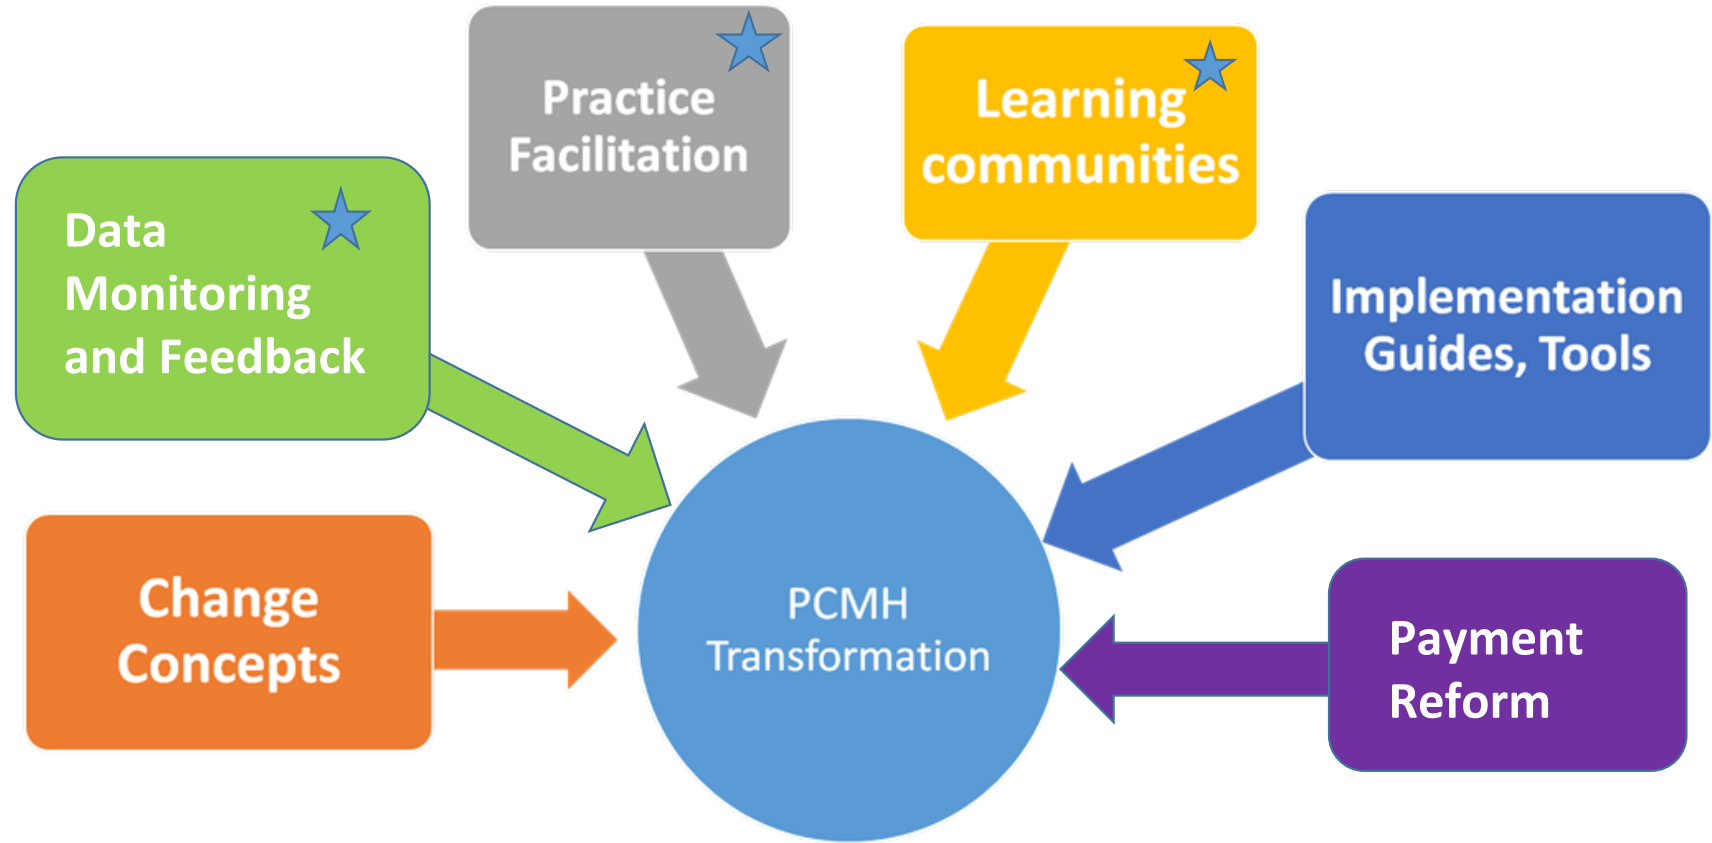 Practice
Facilitation
Learning
communities
Data
Monitoring
and Feedback
Implementation
Guides, Tools
Change
Concepts
PCMH
Transformation
Payment
Reform